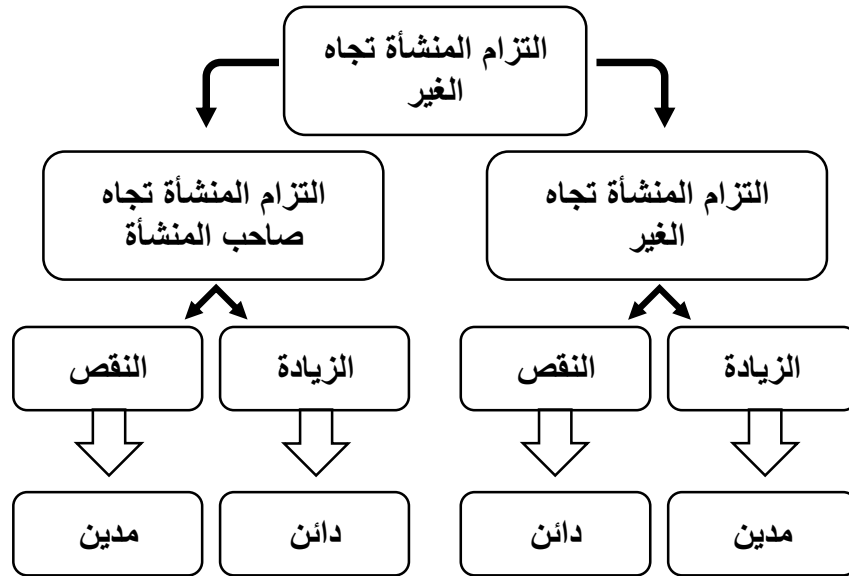 التزام المنشأة تجاه
الغير
التزام المنشأة تجاه
الغير
التزام المنشأة تجاه
صاحب المنشأة
الزيادة
النقص
الزيادة
النقص
مدين
دائن
دائن
مدين